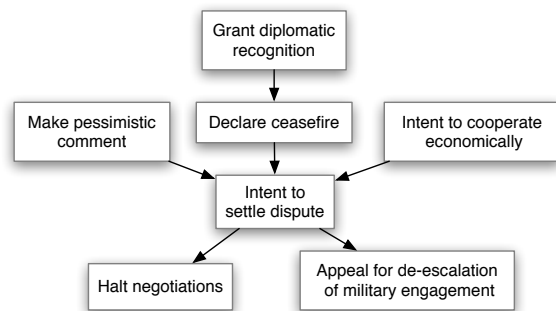 Grant diplomatic
recognition
Make pessimistic
comment
Declare ceasefire
Intent to cooperate
economically
Intent to
settle dispute
Halt negotiations
Appeal for de-escalation
of military engagement